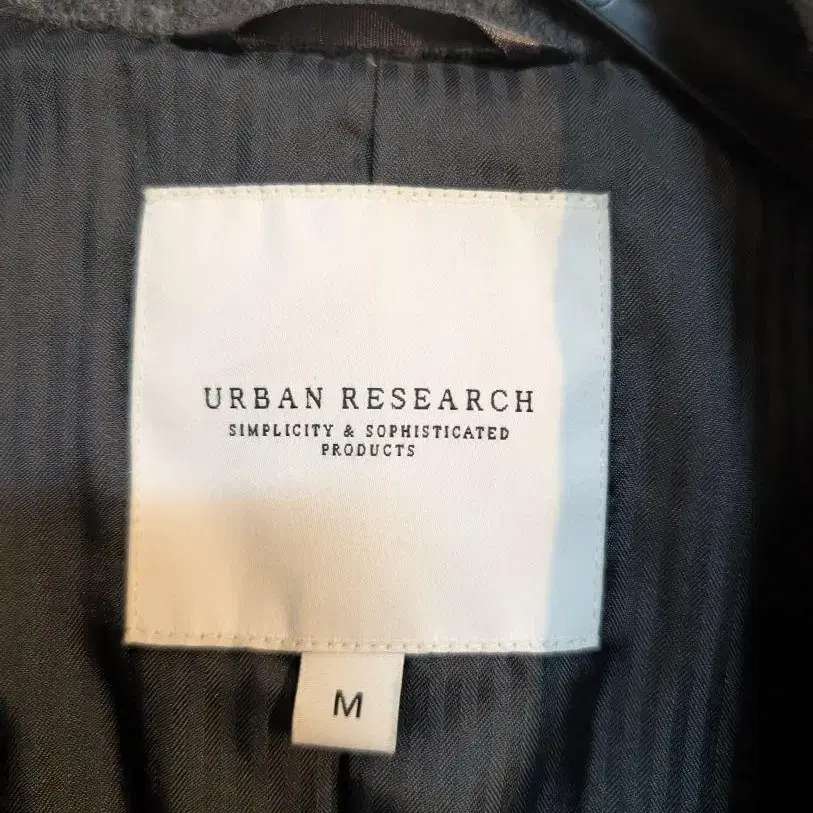 URBAN RESEARCH
SIMPLICITY & SOPHISTICATED
PRODUCTS
M